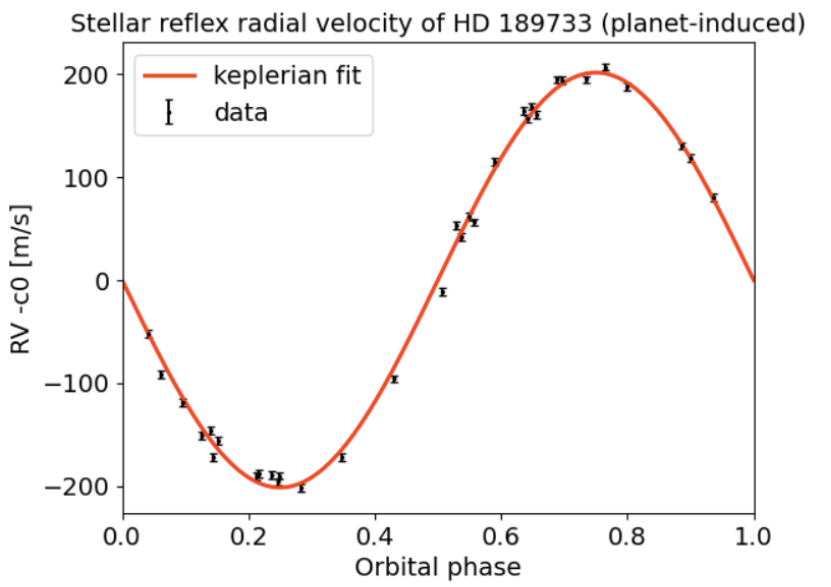 Stellar reflex radial velocity of HD 189733 (planet-induced)
keplerian fit
data
200
100
0
−100
−200
RV -c0 [m/s]
0.0 0.2 0.4 0.6 0.8 1.0
Orbital phase